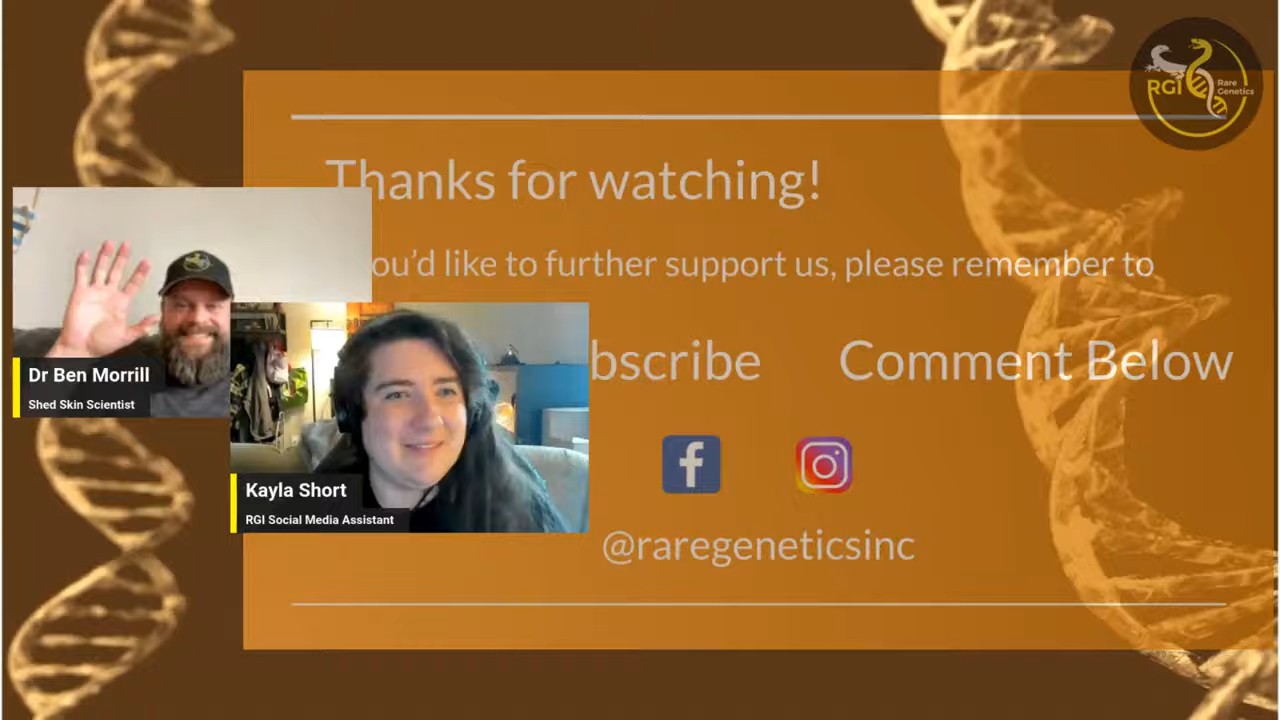 RGI Rare
Genetics
Thanks for watching!
ou’d like to further support us, please remember to
bscribe Comment Below
Dr Ben Morrill
Shed Skin Scientist
Kayla Short
RGI Social Media Assistant
@raregeneticsinc